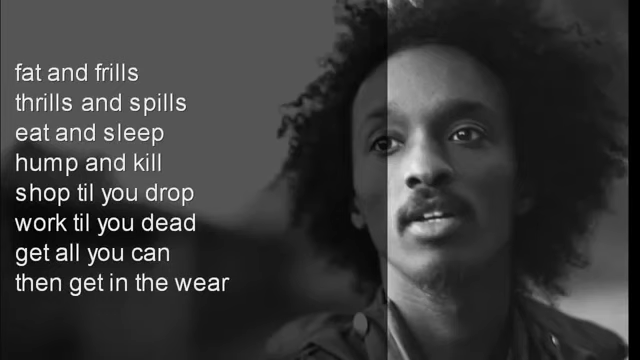 fat and frills
thrills and spills
eat and sleep
hump and kill
shop til you drop
work til you dead
get all you can
then get in the wear